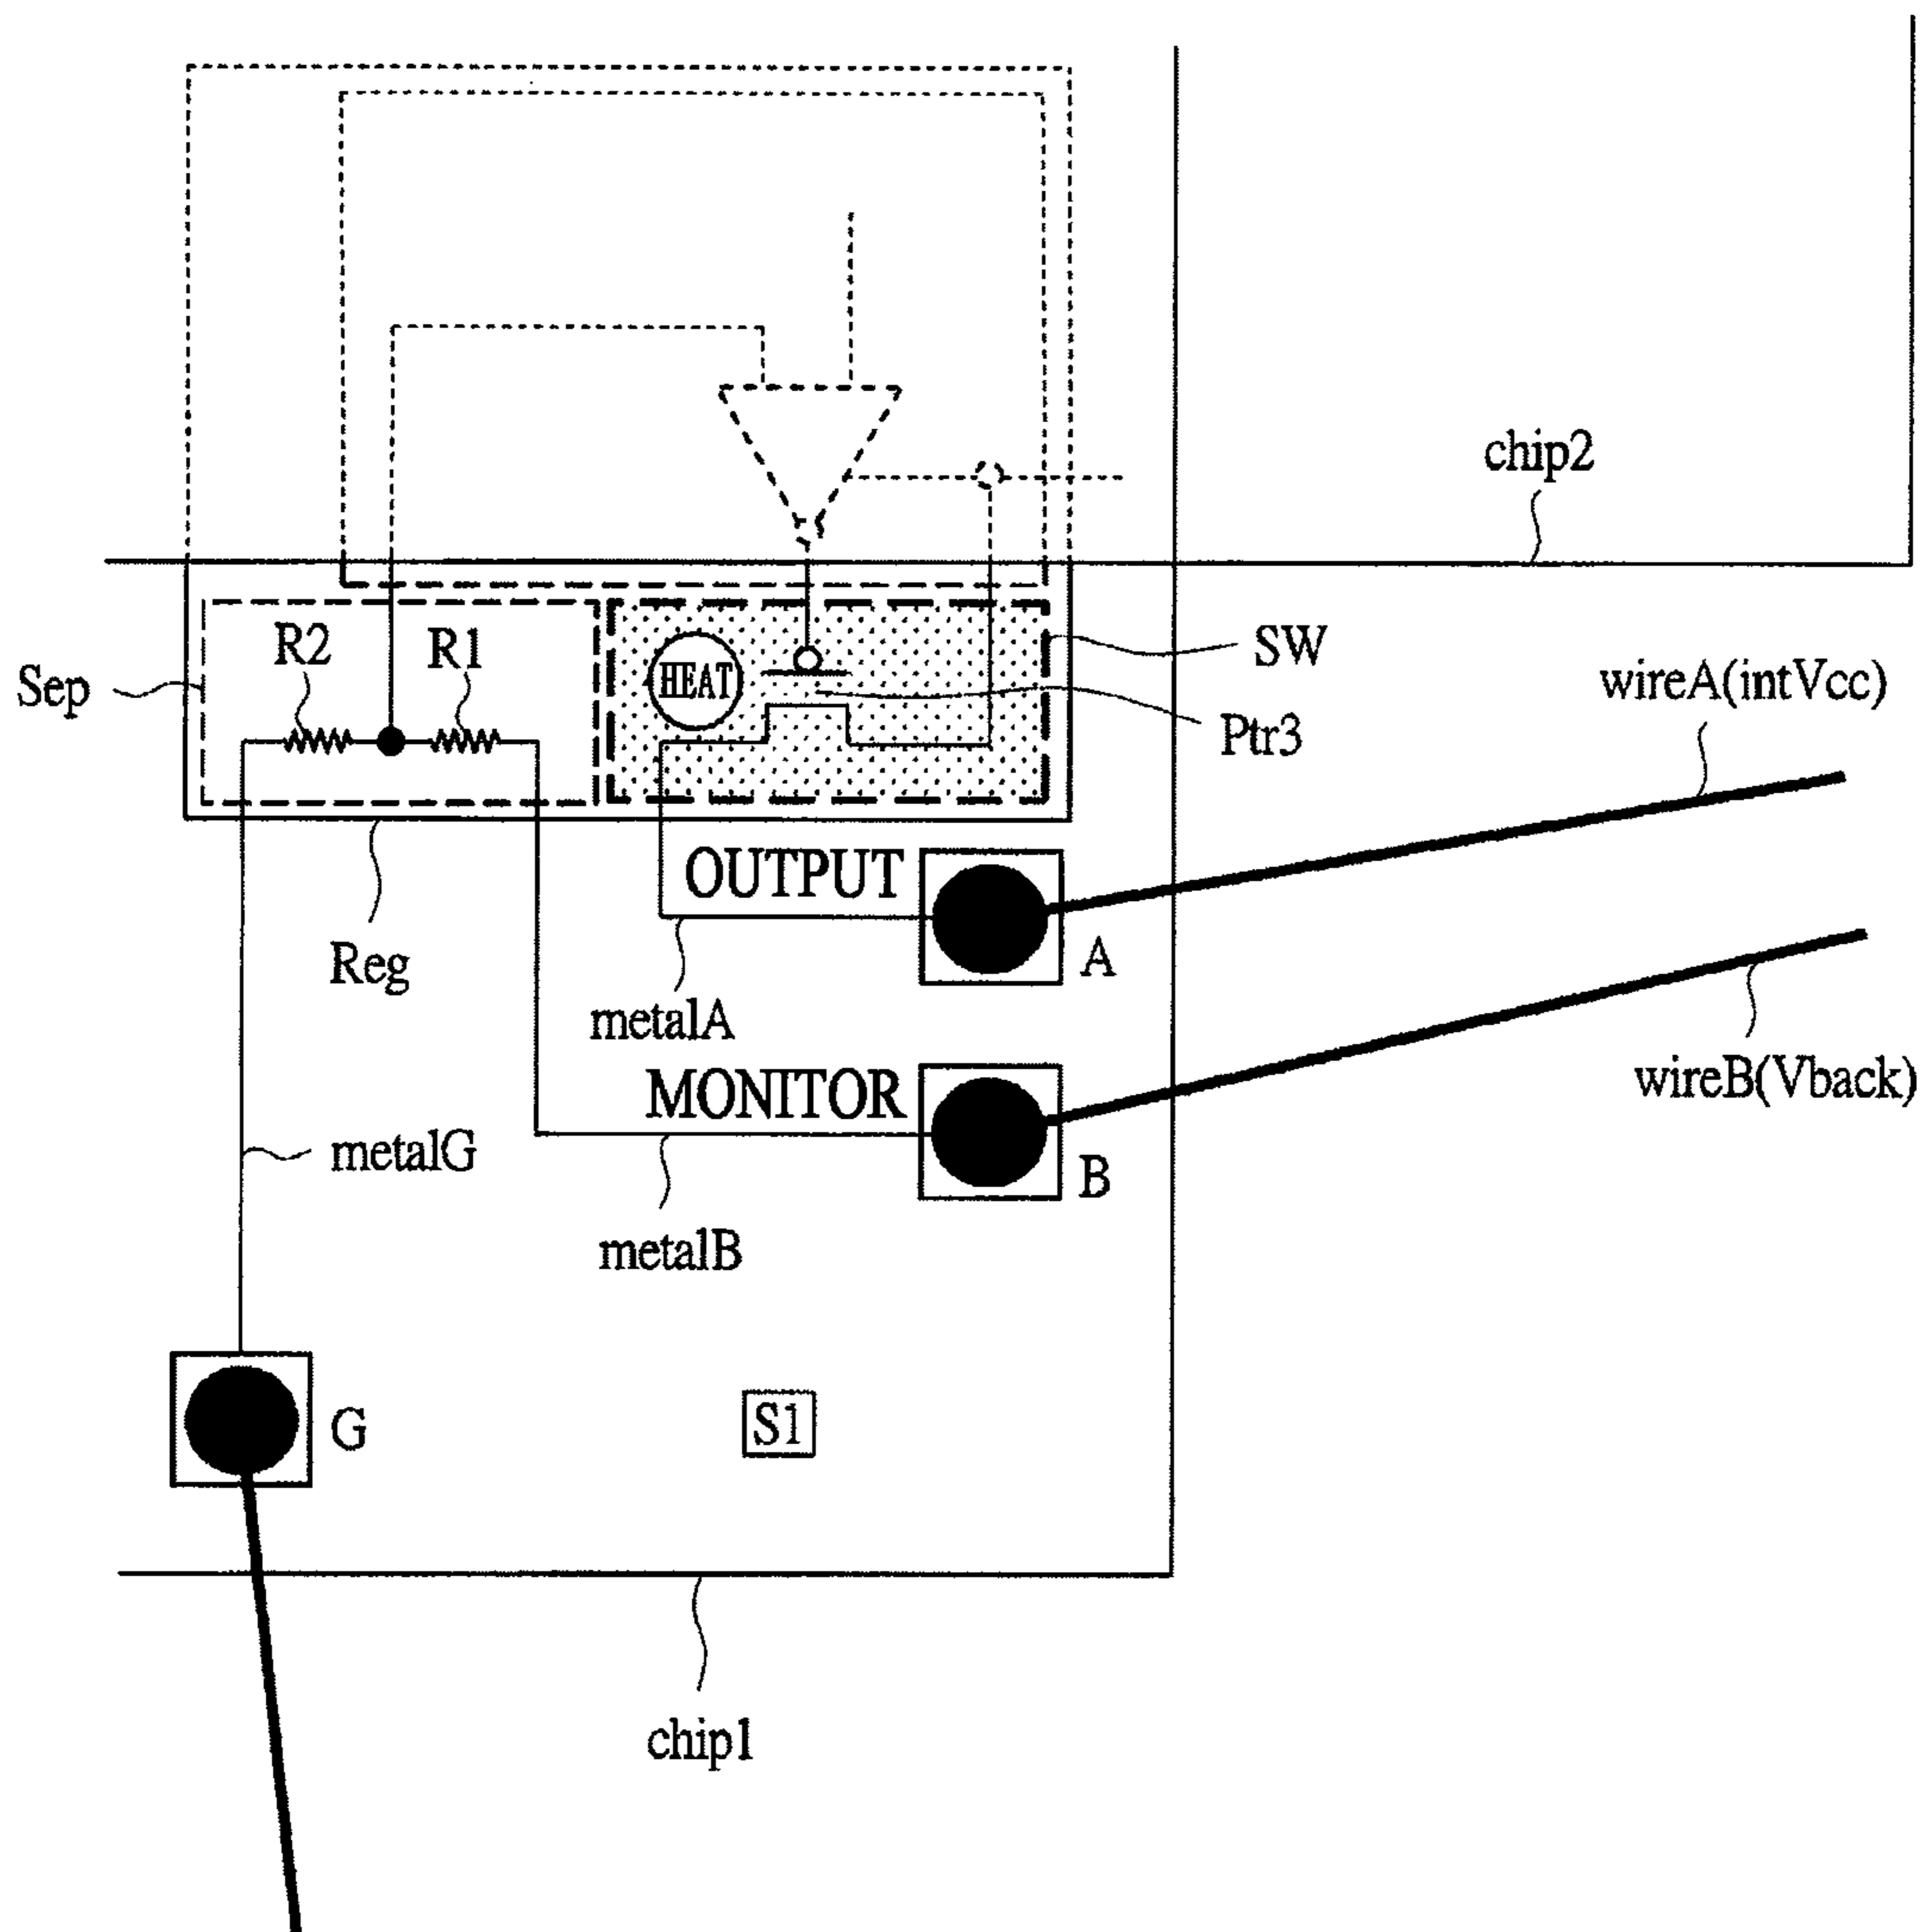 chip2
R2
R1
SW
Sep
HEAT
wireA(intVcc)
Ptr3
OUTPUT
A
Reg
metalA
MONITOR
wireB(Vback)
B
metalG
metalB
G
S1
chip1